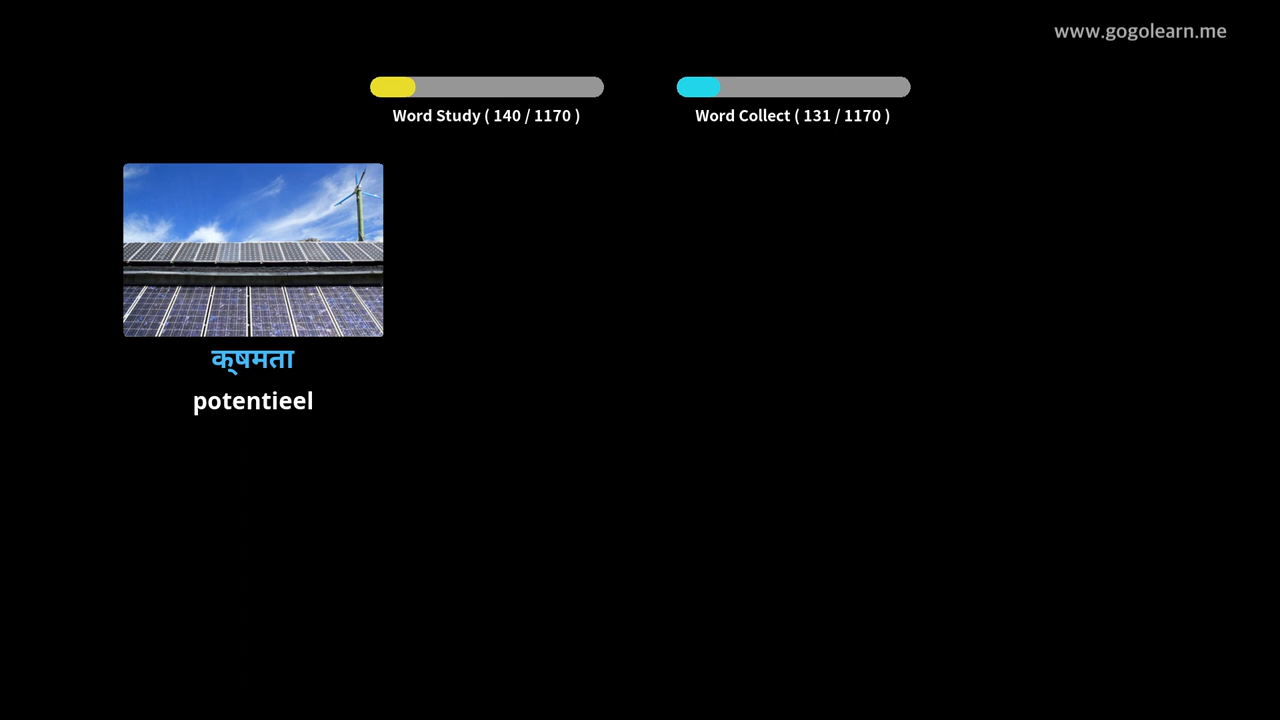 www.gogolearn.me
Word Study ( 140 / 1170 )
Word Collect ( 131 / 1170 )
क्षमता
potentieel